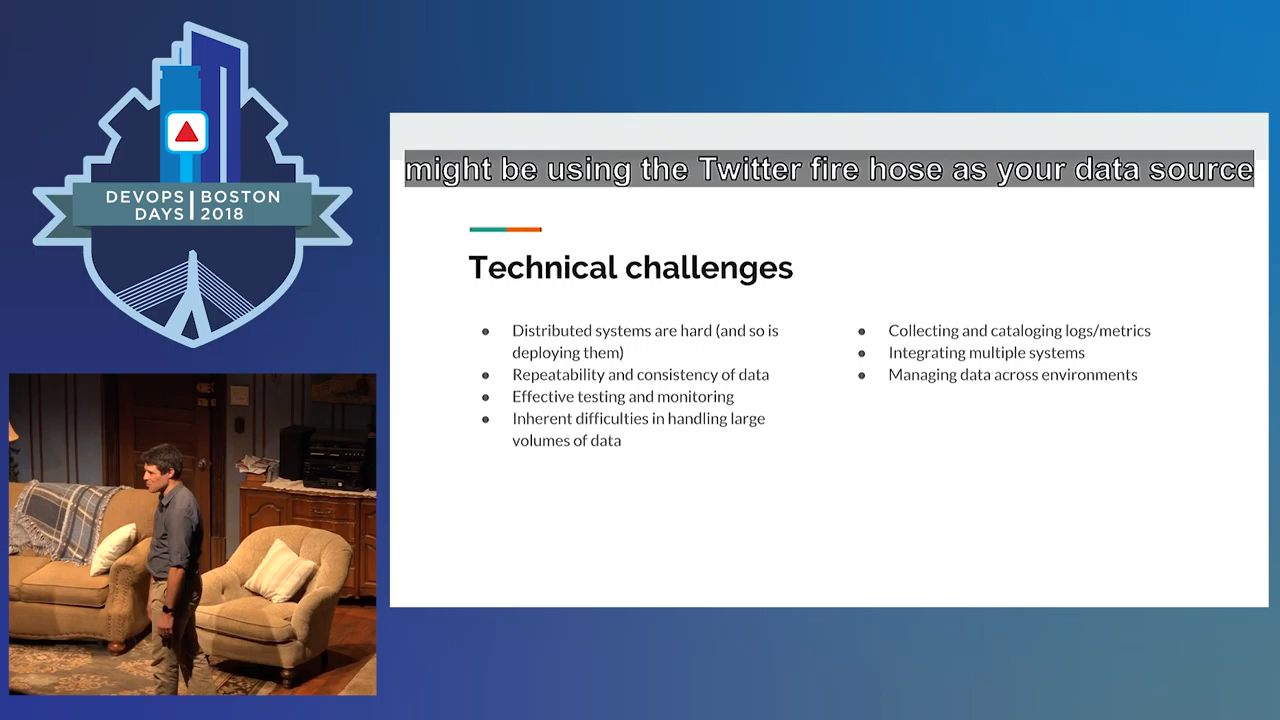 DEVOPS BOSTON
DAYS 2018
might be using the Twitter fire hose as your data source
Technical challenges
● Distributed systems are hard (and so is
deploying them)
● Repeatability and consistency of data
● Effective testing and monitoring
● Inherent difficulties in handling large
volumes of data
● Collecting and cataloging logs/metrics
● Integrating multiple systems
● Managing data across environments